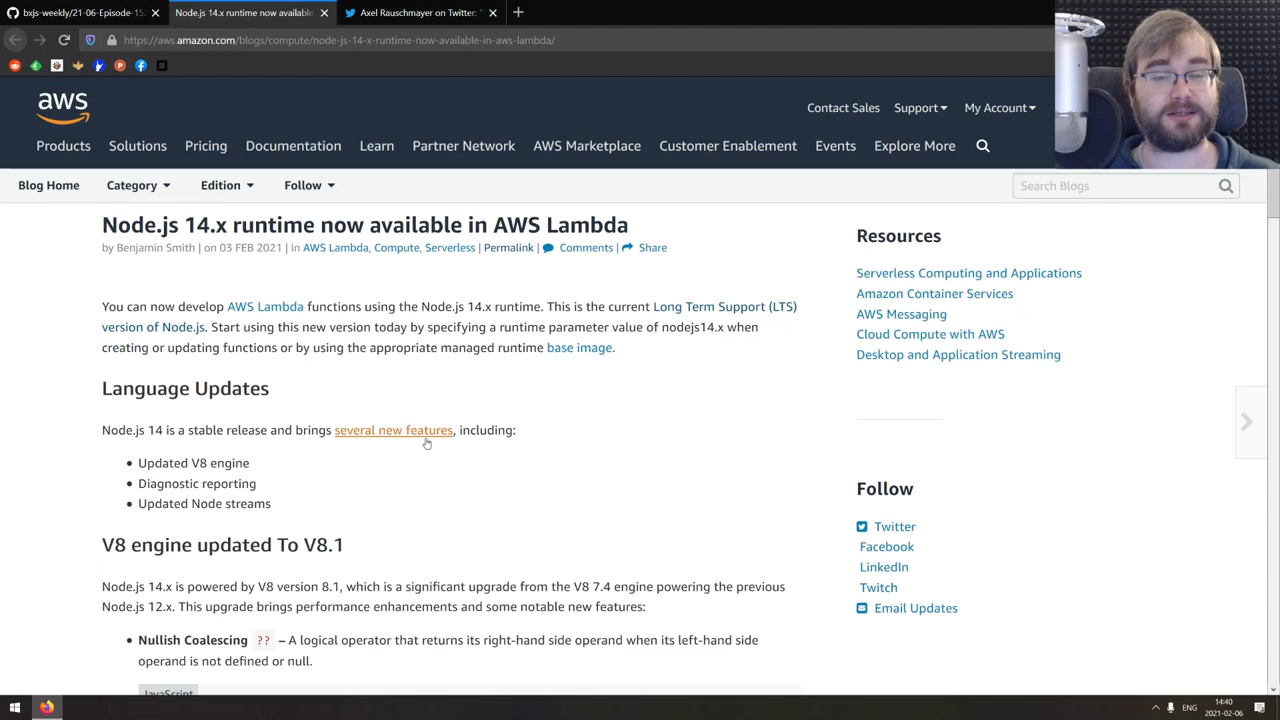 bxjs-weekly/21-06-Episode-152
Node.js 14.x runtime now available
Axel Rauschmayer on Twitter: "
https://aws.amazon.com/blogs/compute/node-js-14-x-runtime-now-available-in-aws-lambda/
aws
Contact Sales Support My Account
Products Solutions Pricing Documentation Learn Partner Network AWS Marketplace Customer Enablement Events Explore More
Blog Home Category Edition Follow
Search Blogs
Node.js 14.x runtime now available in AWS Lambda
by Benjamin Smith | on 03 FEB 2021 | in AWS Lambda, Compute, Serverless | Permalink | Comments | Share
You can now develop AWS Lambda functions using the Node.js 14.x runtime. This is the current Long Term Support (LTS)
version of Node.js. Start using this new version today by specifying a runtime parameter value of nodejs14.x when
creating or updating functions or by using the appropriate managed runtime base image.
Language Updates
Node.js 14 is a stable release and brings several new features, including:
• Updated V8 engine
• Diagnostic reporting
• Updated Node streams
V8 engine updated To V8.1
Node.js 14.x is powered by V8 version 8.1, which is a significant upgrade from the V8 7.4 engine powering the previous
Node.js 12.x. This upgrade brings performance enhancements and some notable new features:
• Nullish Coalescing ?? – A logical operator that returns its right-hand side operand when its left-hand side
operand is not defined or null.
JavaScript
Resources
Serverless Computing and Applications
Amazon Container Services
AWS Messaging
Cloud Compute with AWS
Desktop and Application Streaming
Follow
Twitter
Facebook
LinkedIn
Twitch
Email Updates
ENG
14:40
2021-02-06